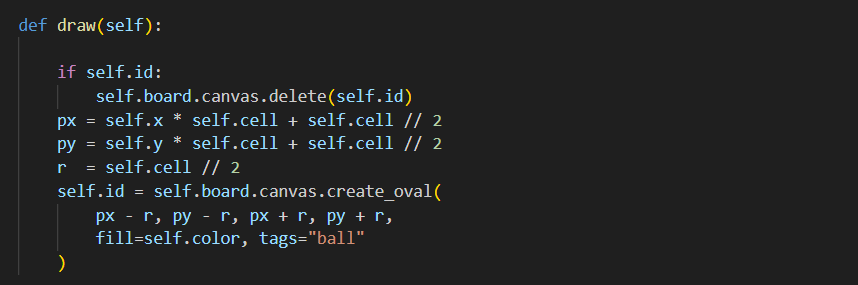 def draw(self):
    if self.id:
        self.board.canvas.delete(self.id)
    px = self.x * self.cell + self.cell // 2
    py = self.y * self.cell + self.cell // 2
    r  = self.cell // 2
    self.id = self.board.canvas.create_oval(
        px - r, py - r, px + r, py + r,
        fill=self.color, tags="ball"
    )